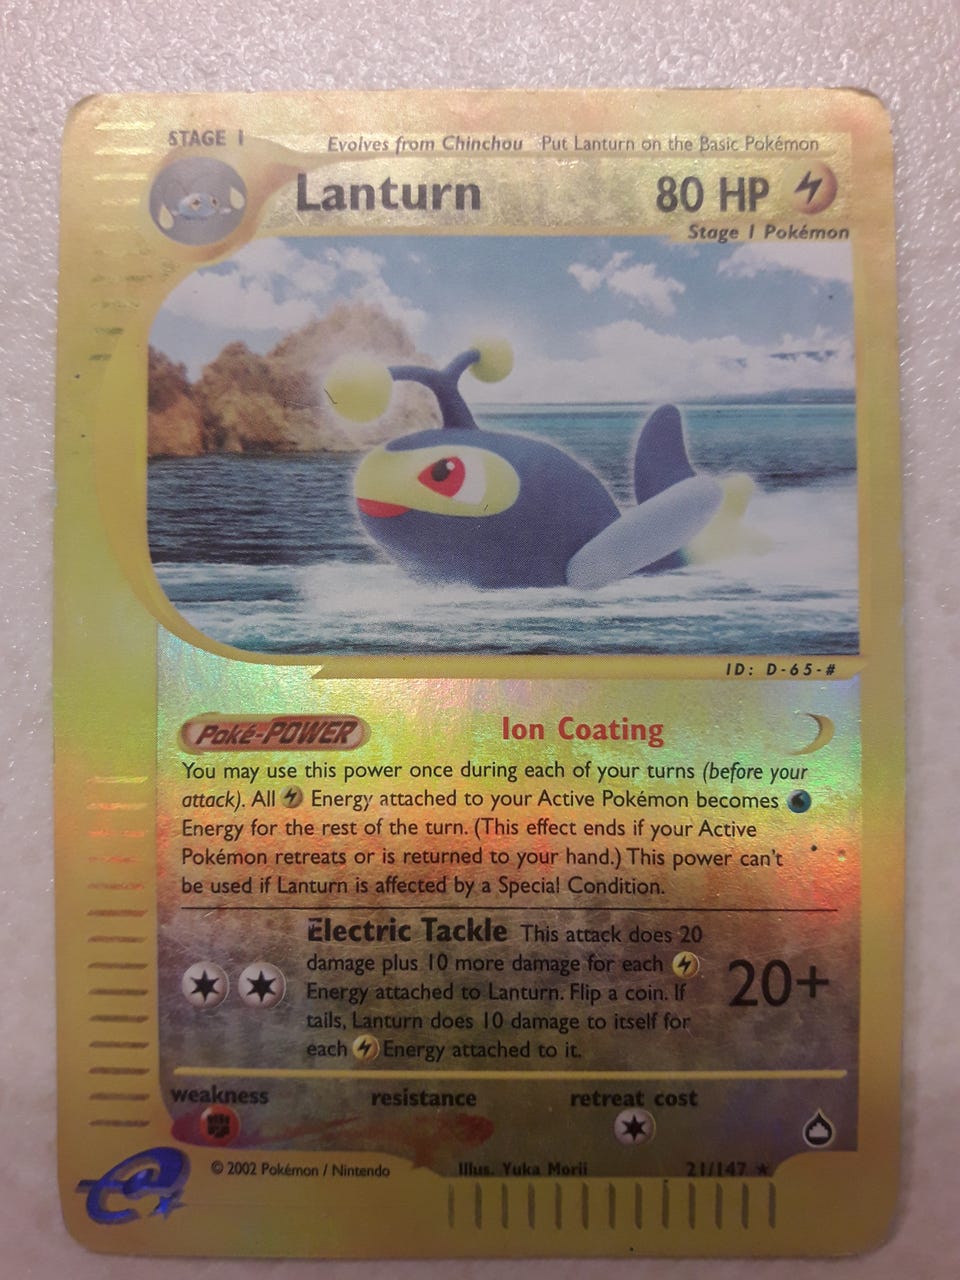 STAGE 1
Evolves from Chinchou Put Lanturn on the Basic Pokémon
Lanturn 80 HP
Stage 1 Pokémon
ID: D-65-#
Poké-POWER Ion Coating
You may use this power once during each of your turns (before your
attack). All Energy attached to your Active Pokémon becomes
Energy for the rest of the turn. (This effect ends if your Active
Pokémon retreats or is returned to your hand.) This power can't
be used if Lanturn is affected by a Special Condition.
Electric Tackle This attack does 20
damage plus 10 more damage for each
Energy attached to Lanturn. Flip a coin. If
tails, Lanturn does 10 damage to itself for
each Energy attached to it.
20+
weakness resistance retreat cost
© 2002 Pokémon / Nintendo Illus. Yuka Morii 21/147 ★
e